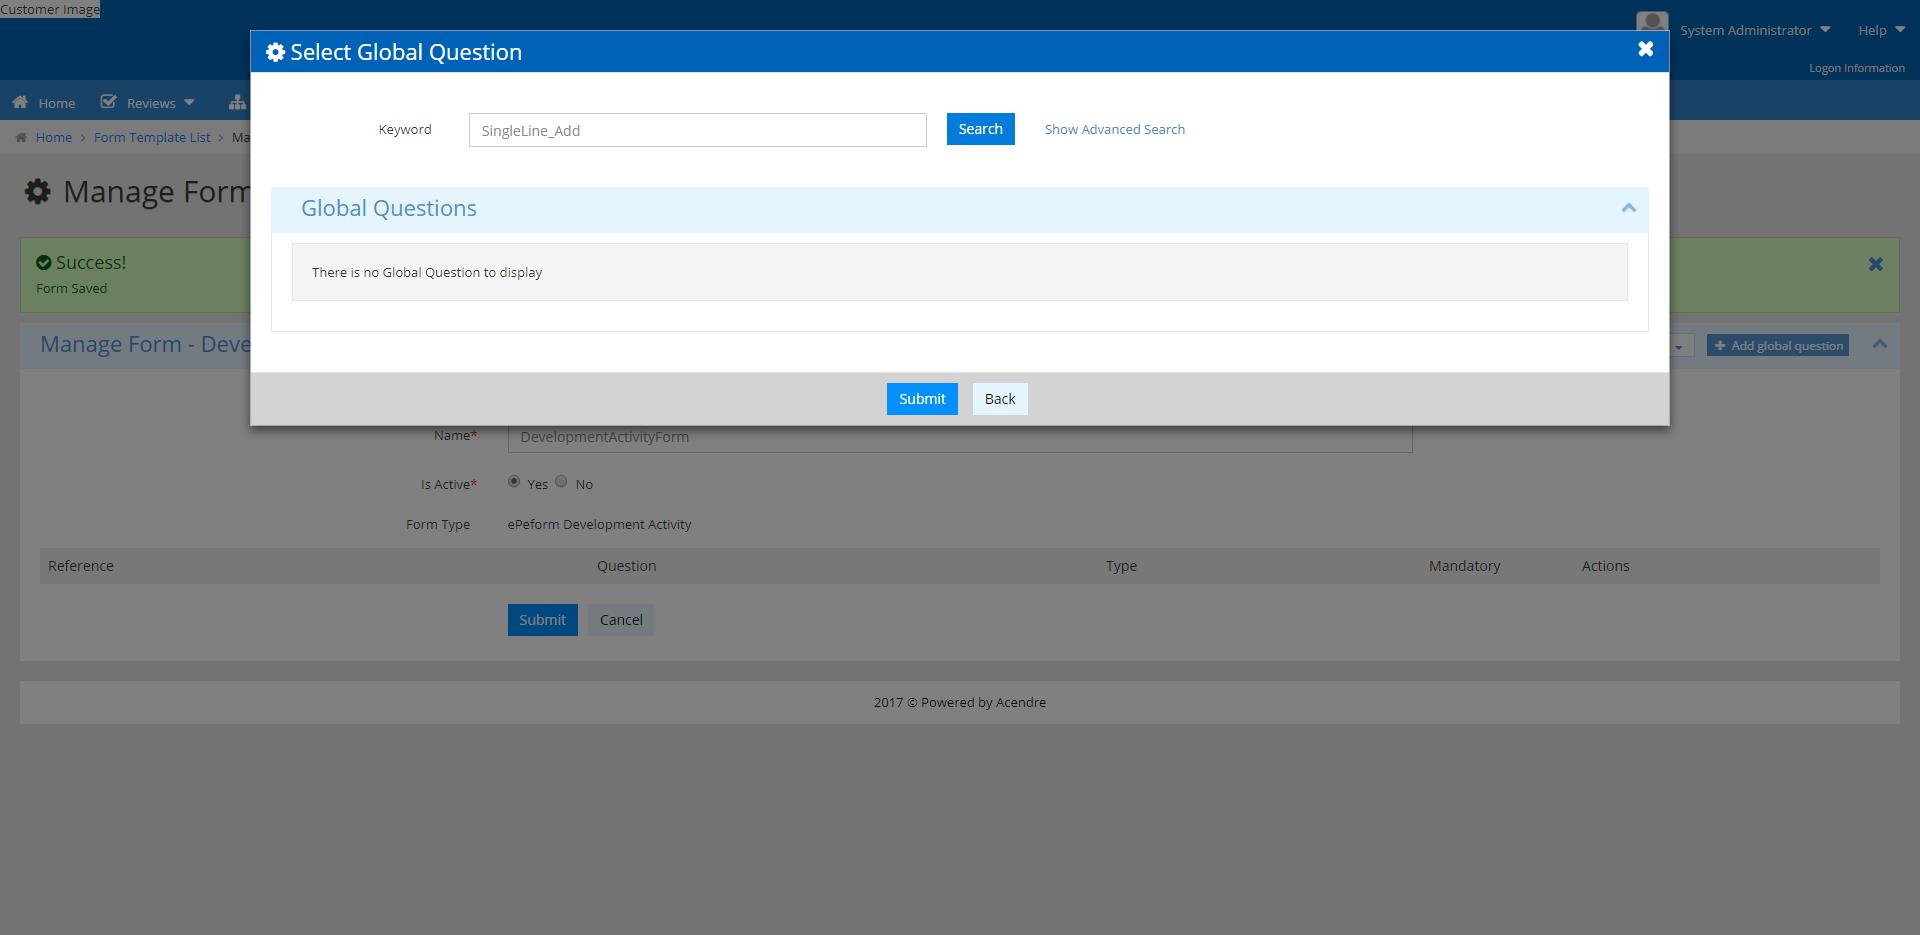 Customer Image
System Administrator
Help
Logon Information
Select Global Question
Home
Reviews
Home > Form Template List > Ma
Keyword
SingleLine_Add
Search
Show Advanced Search
Manage Form
Global Questions
There is no Global Question to display
Success!
Form Saved
Manage Form - Deve
Add global question
Submit
Back
Name*
DevelopmentActivityForm
Is Active*
Yes
No
Form Type
ePeform Development Activity
Reference
Question
Type
Mandatory
Actions
Submit
Cancel
2017 © Powered by Acendre